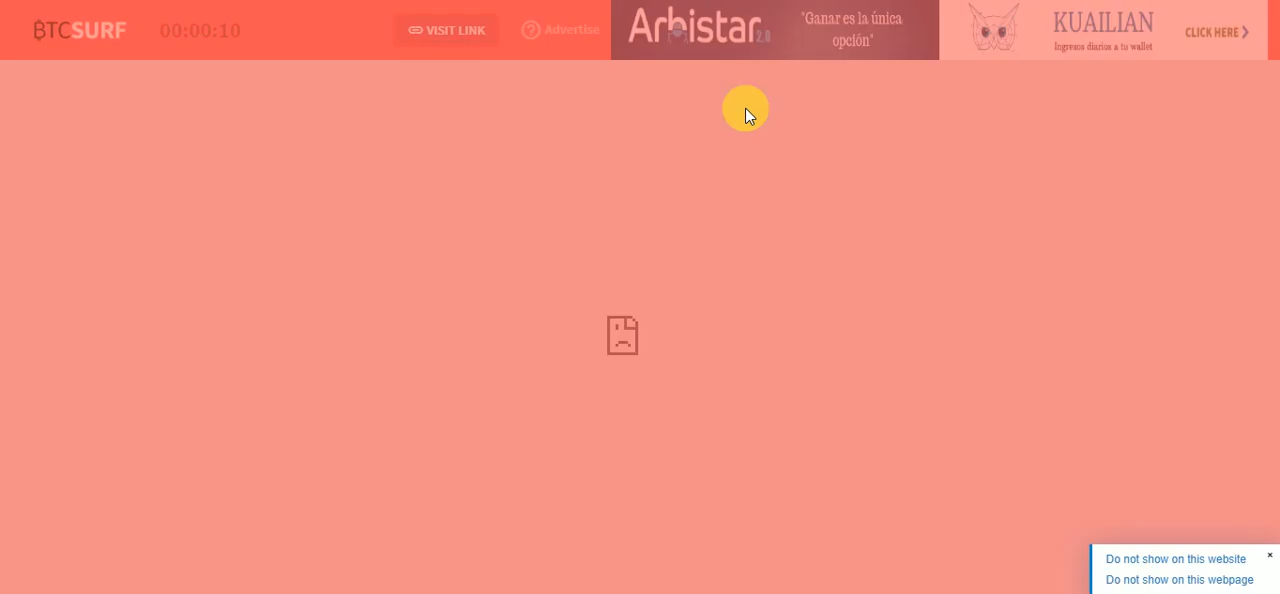 BTCSURF
00:00:10
VISIT LINK
Advertise
Arbistar 2.0
"Ganar es la única
opción"
KUAILIAN
Ingresos diarios a tu wallet
CLICK HERE
Do not show on this website
Do not show on this webpage